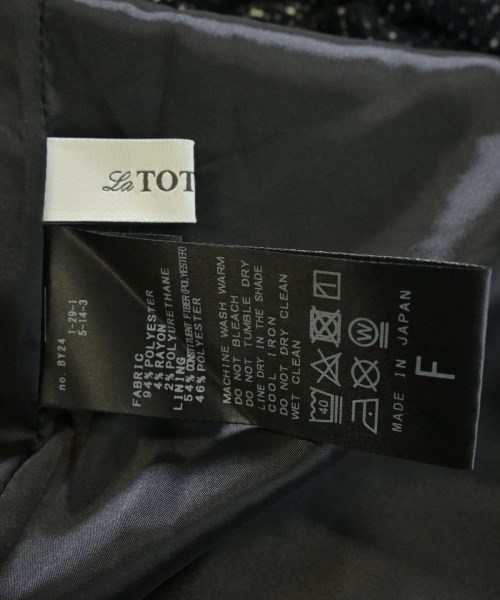 La TOT
no. BY24 1-29-1
5-14-3
FABRIC
94% POLYESTER
4% RAYON
2% POLYURETHANE
LINING
54% CONSTITUENT FIBER(POLYESTER)
46% POLYESTER
MACHINE WASH WARM
DO NOT BLEACH
DO NOT TUMBLE DRY
LINE DRY IN THE SHADE
COOL IRON
DO NOT DRY CLEAN
WET CLEAN
40
W
MADE IN JAPAN
F